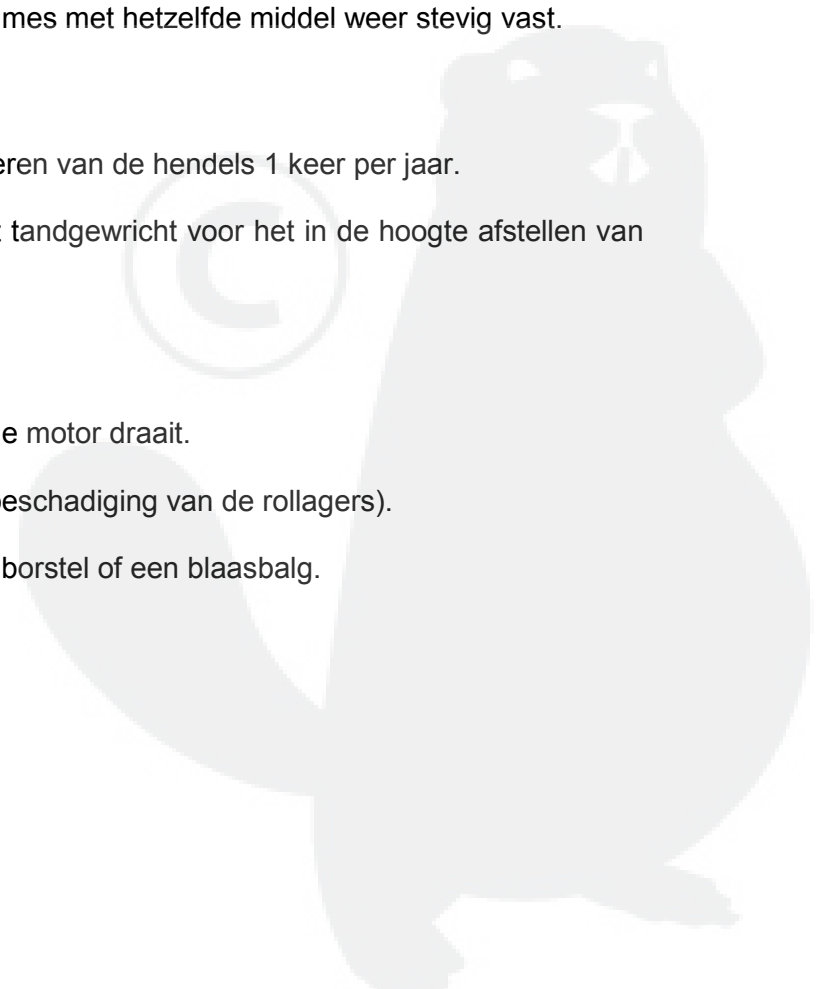 mes met hetzelfde middel weer stevig vast.
eren van de hendels 1 keer per jaar.
t tandgewricht voor het in de hoogte afstellen van
e motor draait.
beschadiging van de rollagers).
borstel of een blaasbalg.
©